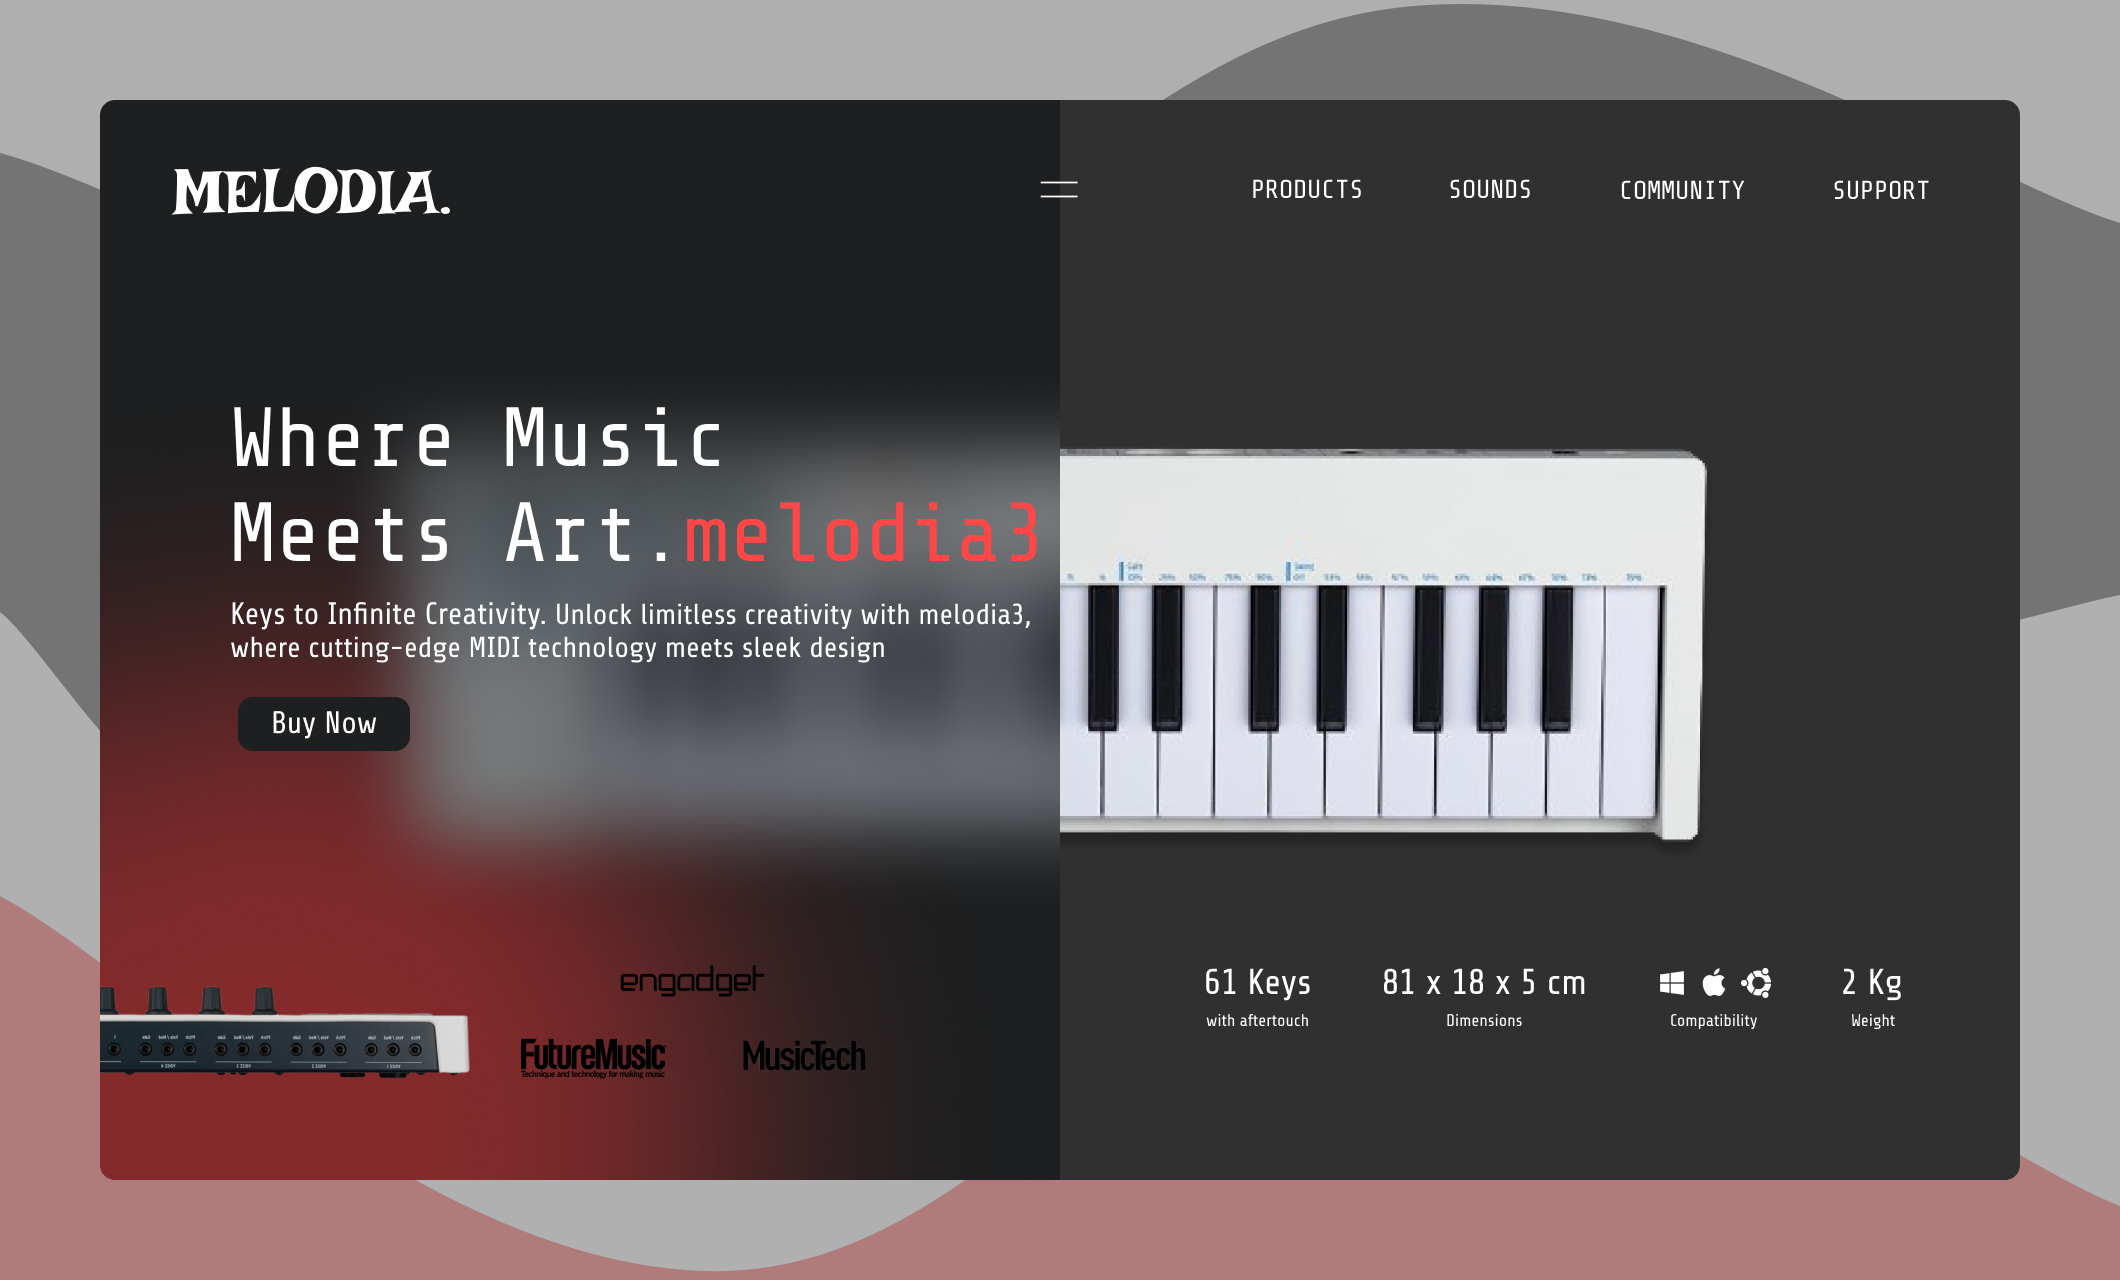 MELODIA.
PRODUCTS
SOUNDS
COMMUNITY
SUPPORT
Where Music
Meets Art.melodia3
Keys to Infinite Creativity. Unlock limitless creativity with melodia3,
where cutting-edge MIDI technology meets sleek design
Buy Now
engadget
FutureMusic
Technique and technology for making music
MusicTech
61 Keys
with aftertouch
81 x 18 x 5 cm
Dimensions
Compatibility
2 Kg
Weight